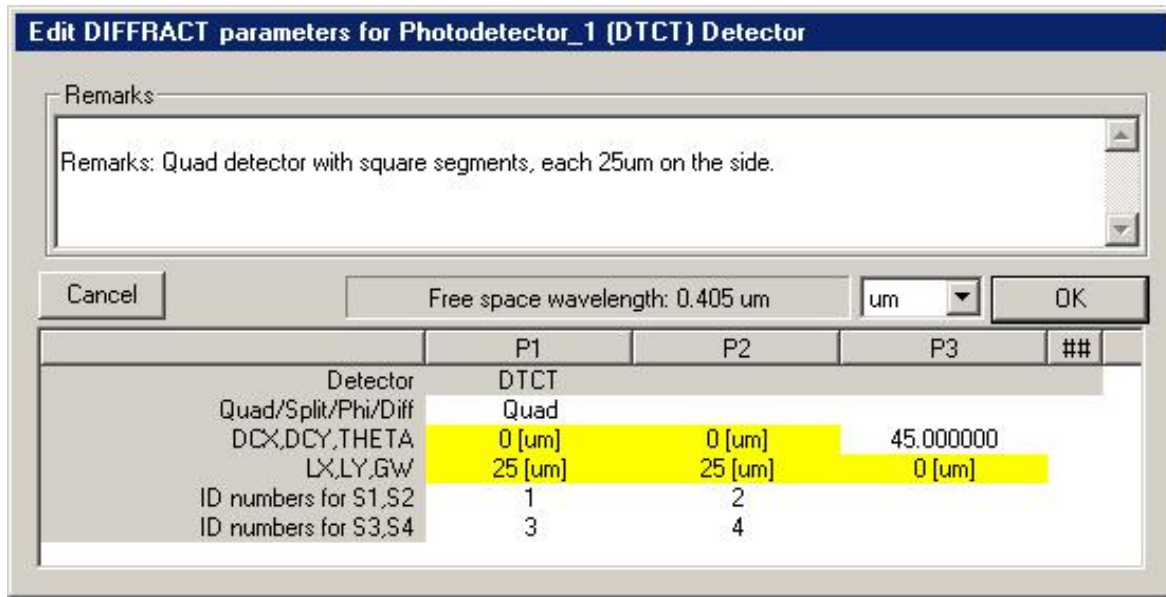 Edit DIFFRACT parameters for Photodetector_1 (DTCT) Detector
Remarks
Remarks: Quad detector with square segments, each 25um on the side.
Cancel Free space wavelength: 0.405 um um OK
P1 P2 P3 ##
Detector DTCT
Quad/Split/Phi/Diff Quad
DCX,DCY,THETA 0 [um] 0 [um] 45.000000
LX,LY,GW 25 [um] 25 [um] 0 [um]
ID numbers for S1,S2 1 2
ID numbers for S3,S4 3 4